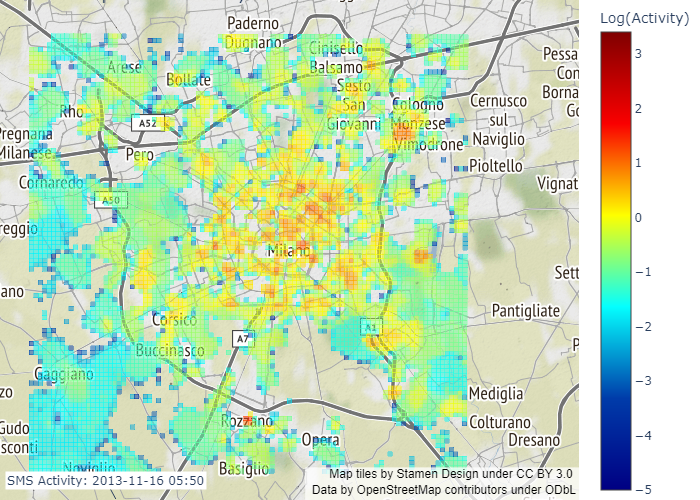 Log(Activity)
3
2
1
0
−1
−2
−3
−4
−5
Paderno
Dugnano
Cinisello
Balsamo
Arese
Bollate
Sesto
San
Giovanni
Cologno
Monzese
Vimodrone
Cernusco
sul
Naviglio
Pioltello
Pessa
Con
Borna
Go
Rho
A52
Pregnana
Milanese
Pero
Cornaredo
A50
Vignat
reggio
Milano
Sett
ano
Pantigliate
Corsico
A7
A1
Buccinasco
P
Gaggiano
zo
Mediglia
Rozzano
Colturano
Gudo
sconti
Opera
Dresano
Noviglio
Basiglio
SMS Activity: 2013-11-16 05:50
Map tiles by Stamen Design under CC BY 3.0
Data by OpenStreetMap contributors under ODbL